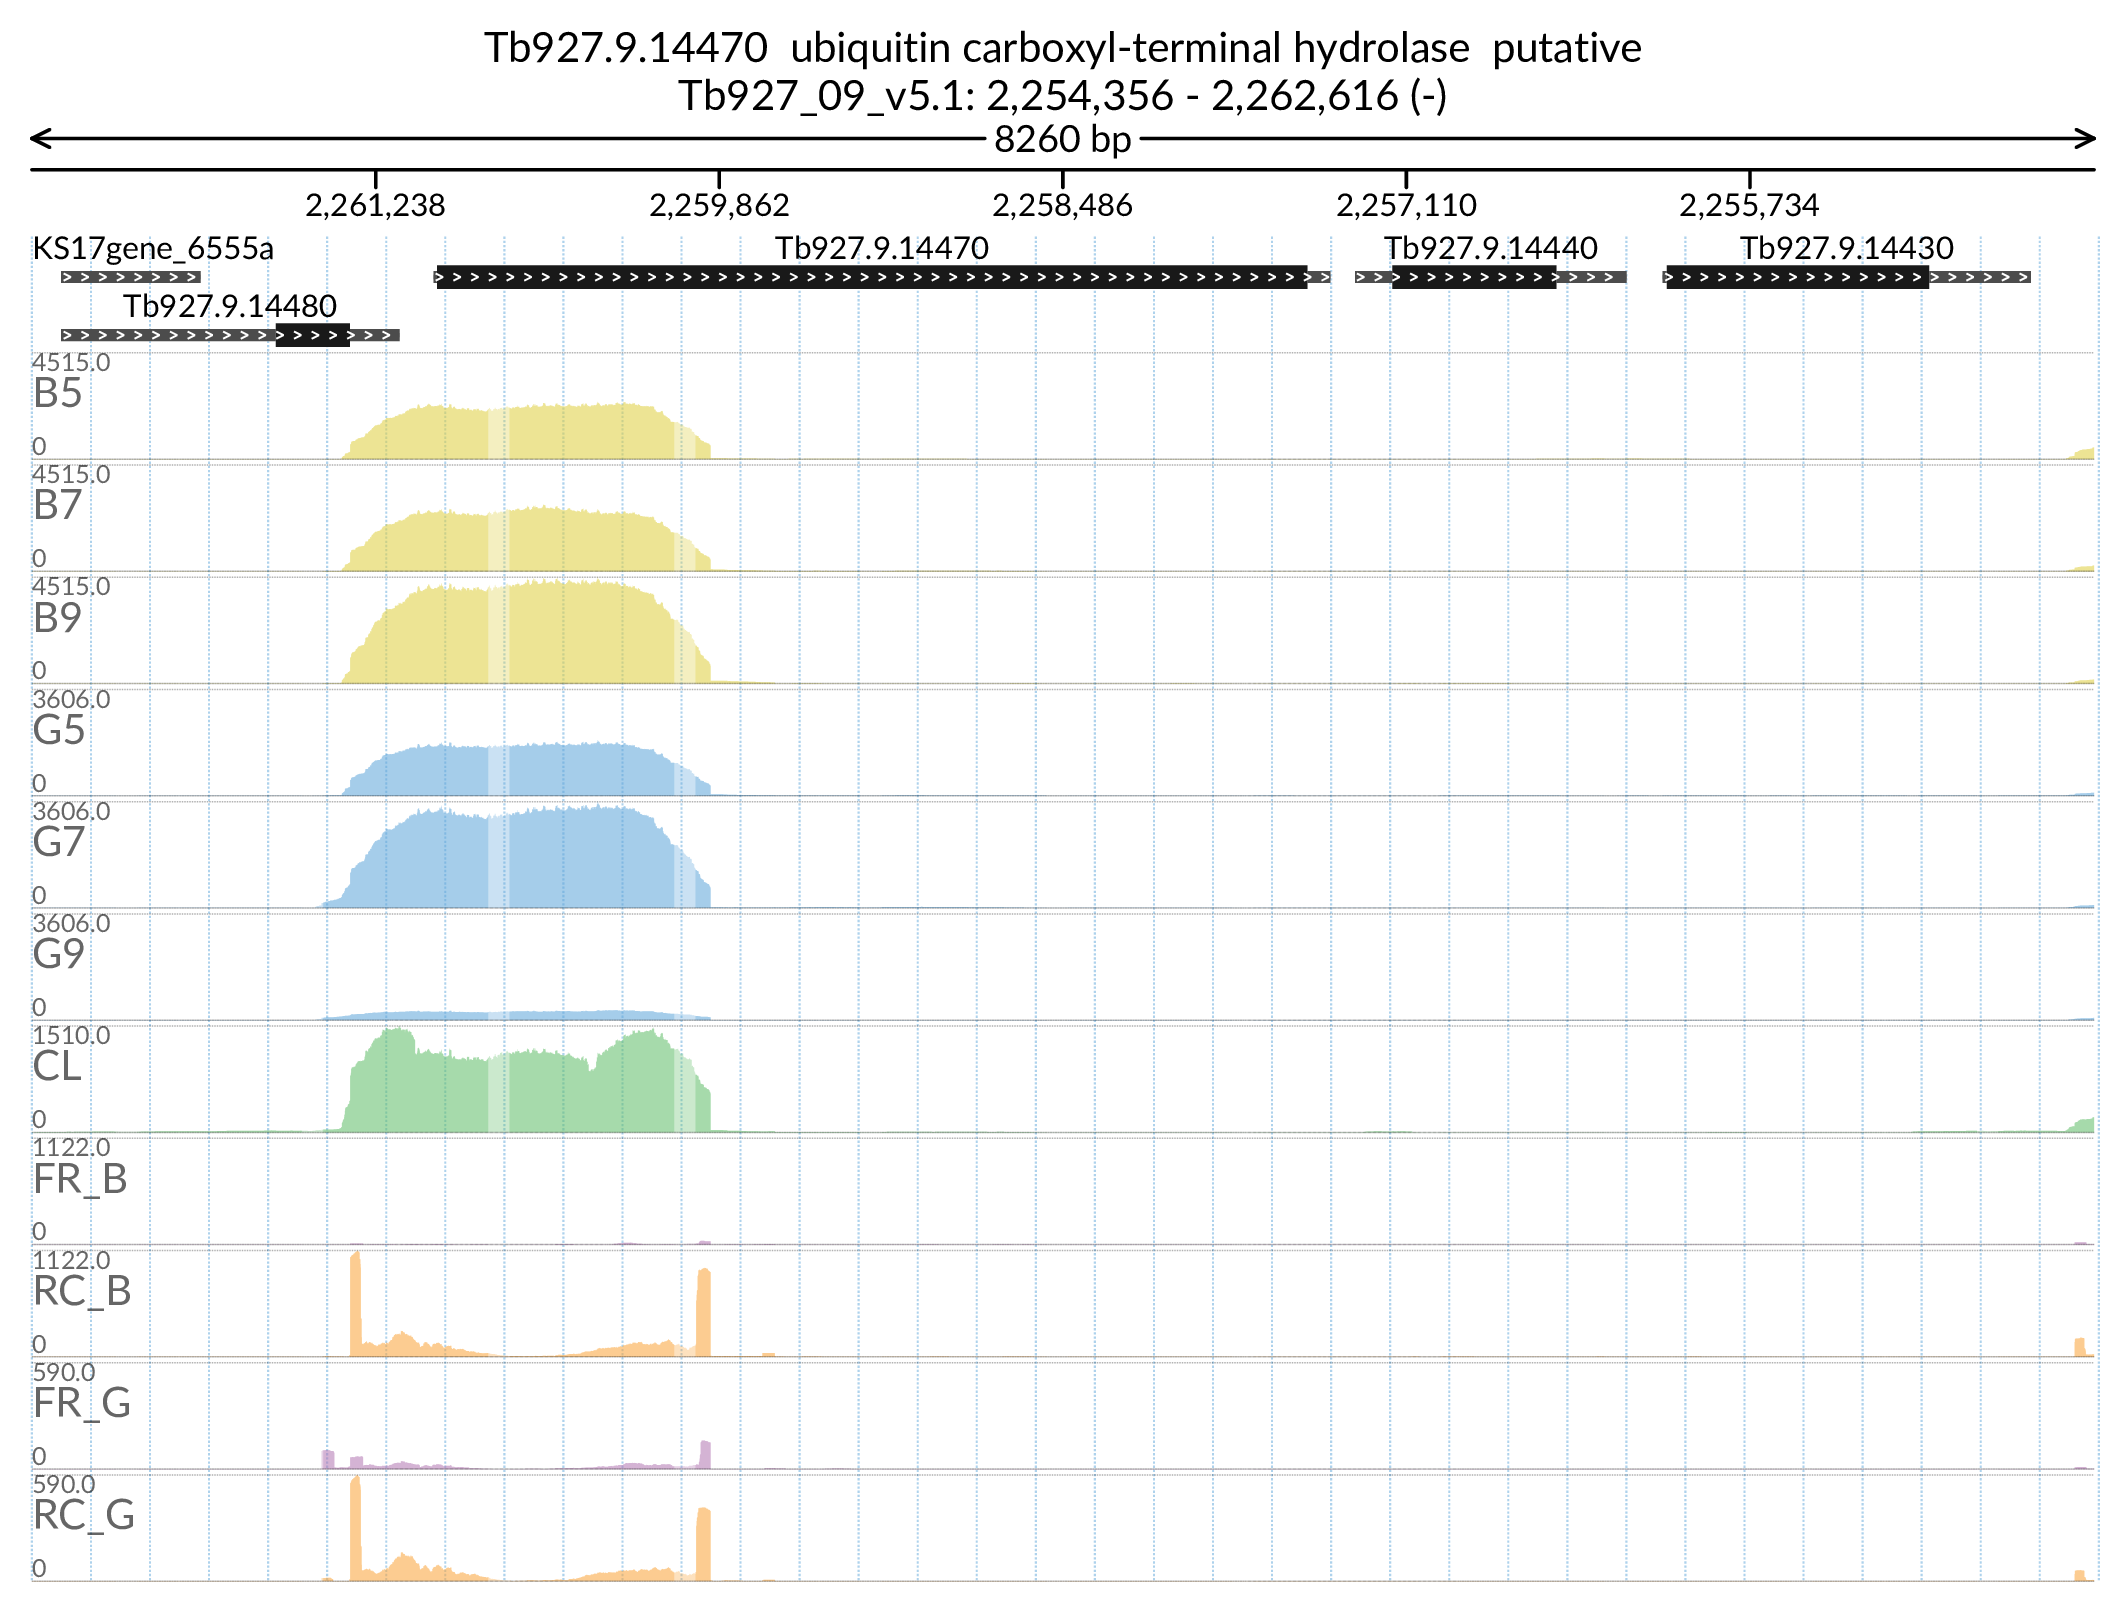 Tb927.9.14470  ubiquitin carboxyl-terminal hydrolase  putative
Tb927_09_v5.1: 2,254,356 - 2,262,616 (-)
8260 bp
2,261,238 2,259,862 2,258,486 2,257,110 2,255,734
KS17gene_6555a Tb927.9.14470 Tb927.9.14440 Tb927.9.14430
Tb927.9.14480
4515.0
B5
0
4515.0
B7
0
4515.0
B9
0
3606.0
G5
0
3606.0
G7
0
3606.0
G9
0
1510.0
CL
0
1122.0
FR_B
0
1122.0
RC_B
0
590.0
FR_G
0
590.0
RC_G
0